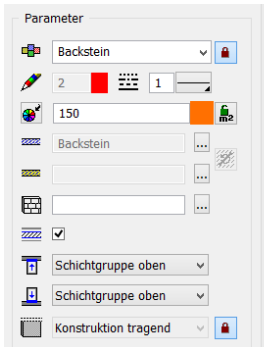 Parameter
Backstein
2 1
150 m2
Backstein
...
...
...
Schichtgruppe oben
Schichtgruppe oben
Konstruktion tragend